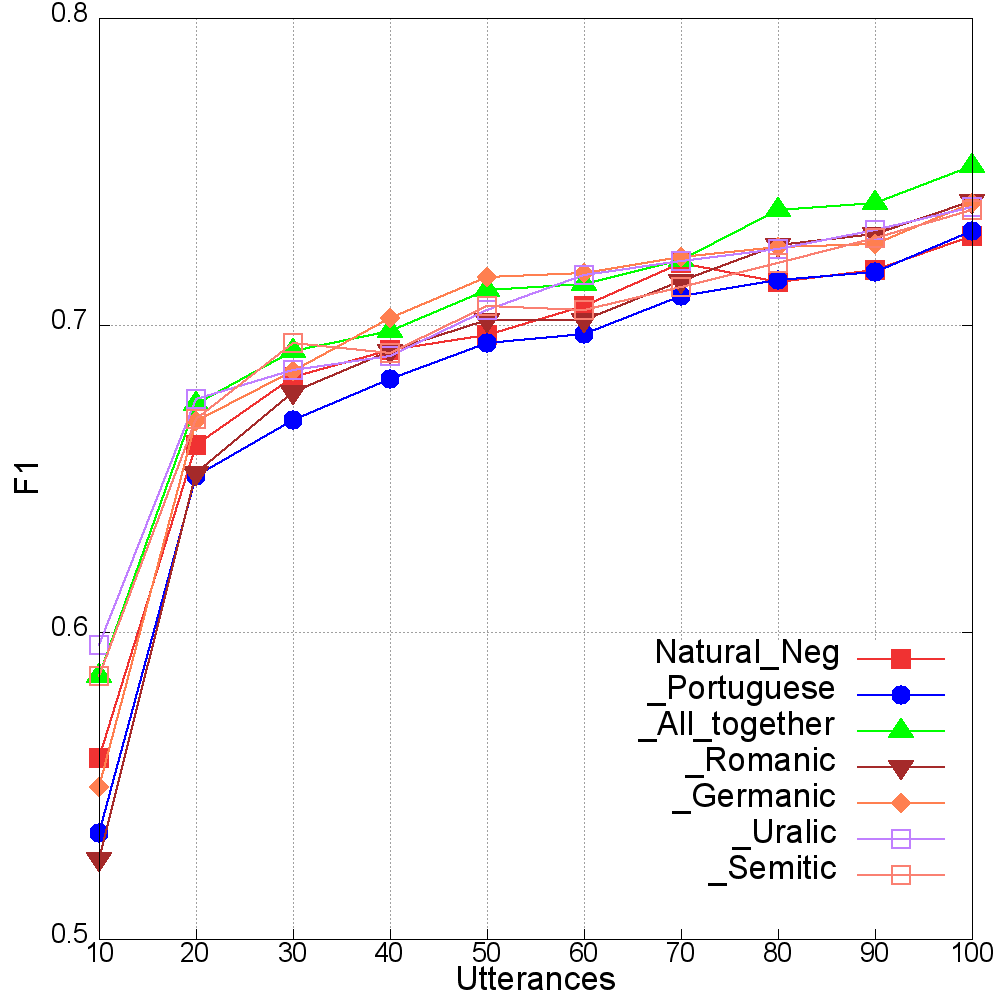 0.8
0.7
0.6
0.5
F1
Natural_Neg
_Portuguese
_All_together
_Romanic
_Germanic
_Uralic
_Semitic
10 20 30 40 50 60 70 80 90 100
Utterances